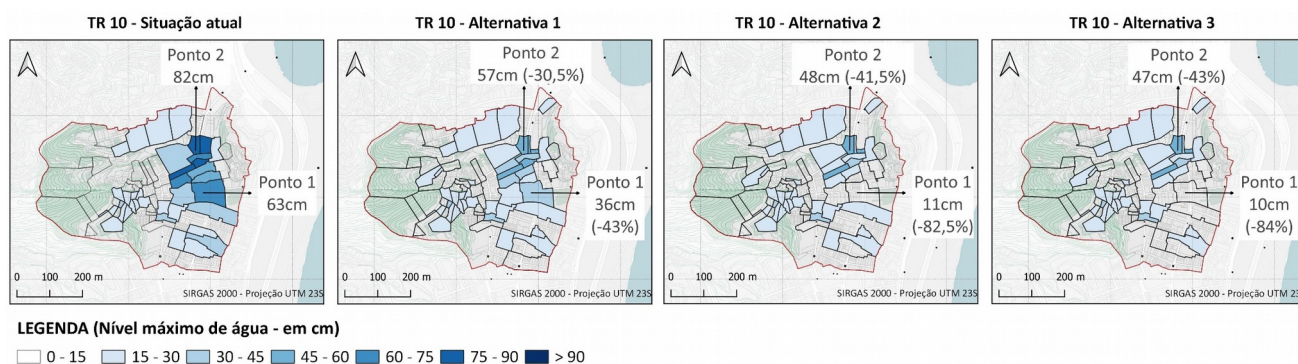 TR 10 - Situação atual
Ponto 2
82cm
Ponto 1
63cm
0 100 200 m
SIRGAS 2000 - Projeção UTM 23S
TR 10 - Alternativa 1
Ponto 2
57cm (-30,5%)
Ponto 1
36cm
(-43%)
0 100 200 m
SIRGAS 2000 - Projeção UTM 23S
TR 10 - Alternativa 2
Ponto 2
48cm (-41,5%)
Ponto 1
11cm
(-82,5%)
0 100 200 m
SIRGAS 2000 - Projeção UTM 23S
TR 10 - Alternativa 3
Ponto 2
47cm (-43%)
Ponto 1
10cm
(-84%)
0 100 200 m
SIRGAS 2000 - Projeção UTM 23S
LEGENDA (Nível máximo de água - em cm)
0 - 15 15 - 30 30 - 45 45 - 60 60 - 75 75 - 90 > 90